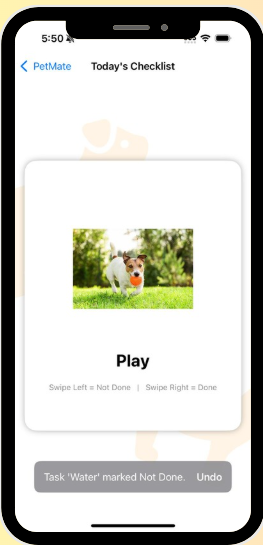 5:50
PetMate Today's Checklist
Play
Swipe Left = Not Done | Swipe Right = Done
Task 'Water' marked Not Done. Undo